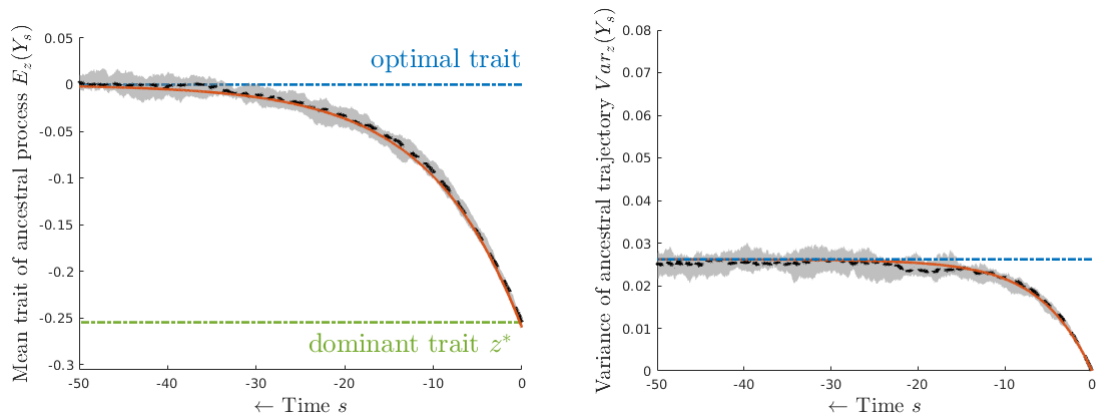 Mean trait of ancestral process $E_z(Y_s)$
0.05
0
-0.05
-0.1
-0.15
-0.2
-0.25
-0.3
optimal trait
dominant trait $z^*$
-50 -40 -30 -20 -10 0
← Time $s$
Variance of ancestral trajectory $Var_z(Y_s)$
0.08
0.07
0.06
0.05
0.04
0.03
0.02
0.01
0
-50 -40 -30 -20 -10 0
← Time $s$